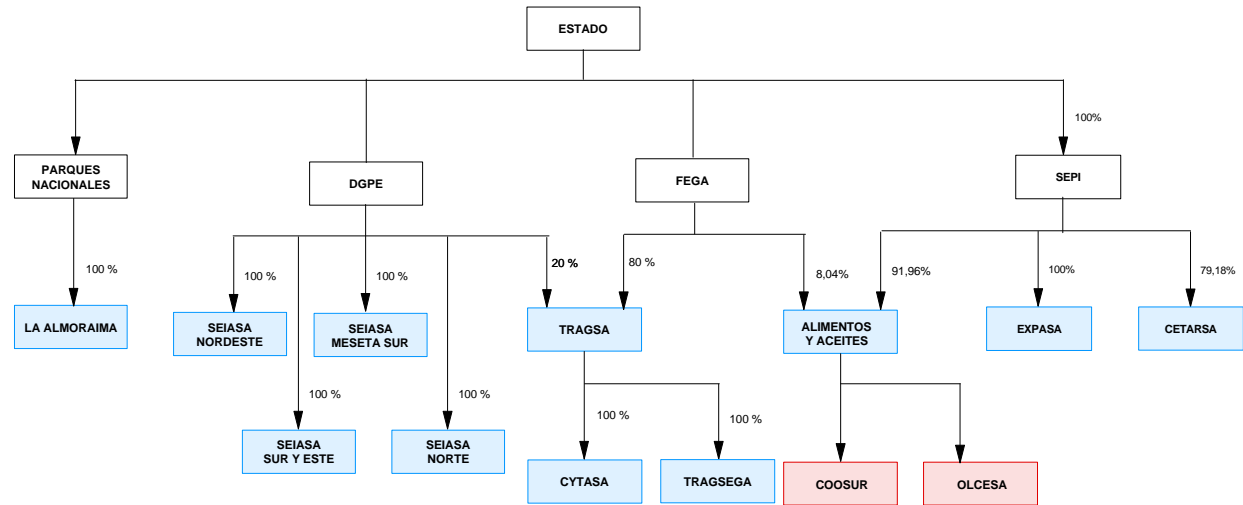 ESTADO
100%
PARQUES
NACIONALES
DGPE
FEGA
SEPI
100 %
100 %
100 %
20 %
80 %
8,04%
91,96%
100%
79,18%
LA ALMORAIMA
SEIASA
NORDESTE
SEIASA
MESETA SUR
TRAGSA
ALIMENTOS
Y ACEITES
EXPASA
CETARSA
100 %
100 %
100 %
100 %
SEIASA
SUR Y ESTE
SEIASA
NORTE
CYTASA
TRAGSEGA
COOSUR
OLCESA